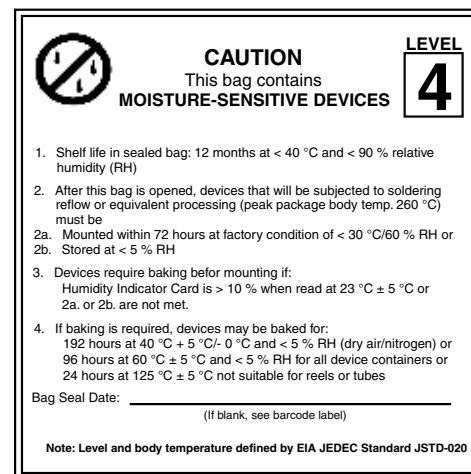 CAUTION
This bag contains
MOISTURE-SENSITIVE DEVICES
LEVEL
4
1. Shelf life in sealed bag: 12 months at < 40 °C and < 90 % relative
humidity (RH)
2. After this bag is opened, devices that will be subjected to soldering
reflow or equivalent processing (peak package body temp. 260 °C)
must be
2a. Mounted within 72 hours at factory condition of < 30 °C/60 % RH or
2b. Stored at < 5 % RH
3. Devices require baking befor mounting if:
Humidity Indicator Card is > 10 % when read at 23 °C ± 5 °C or
2a. or 2b. are not met.
4. If baking is required, devices may be baked for:
192 hours at 40 °C + 5 °C/- 0 °C and < 5 % RH (dry air/nitrogen) or
96 hours at 60 °C ± 5 °C and < 5 % RH for all device containers or
24 hours at 125 °C ± 5 °C not suitable for reels or tubes
Bag Seal Date:
(If blank, see barcode label)
Note: Level and body temperature defined by EIA JEDEC Standard JSTD-020